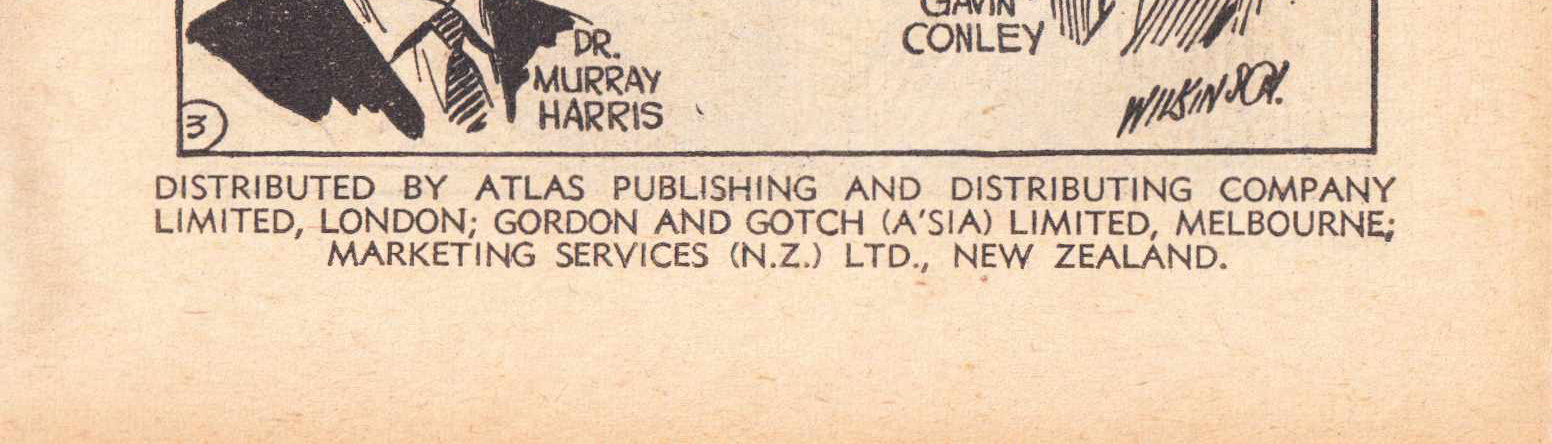 GAVIN
CONLEY
DR.
MURRAY
HARRIS
WILKINSON.
3
DISTRIBUTED BY ATLAS PUBLISHING AND DISTRIBUTING COMPANY
LIMITED, LONDON; GORDON AND GOTCH (A'SIA) LIMITED, MELBOURNE;
MARKETING SERVICES (N.Z.) LTD., NEW ZEALAND.